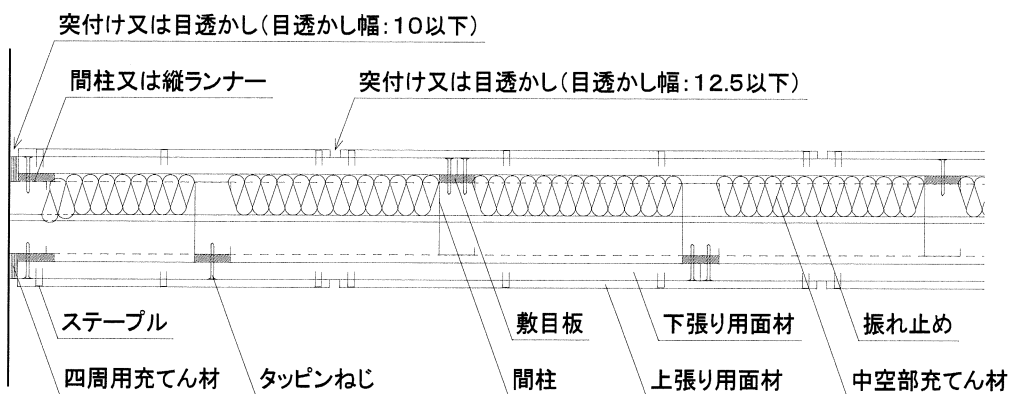 突付け又は目透かし(目透かし幅:10以下)
間柱又は縦ランナー
突付け又は目透かし(目透かし幅:12.5以下)
ステープル
敷目板
下張り用面材
振れ止め
四周用充てん材
タッピンねじ
間柱
上張り用面材
中空部充てん材